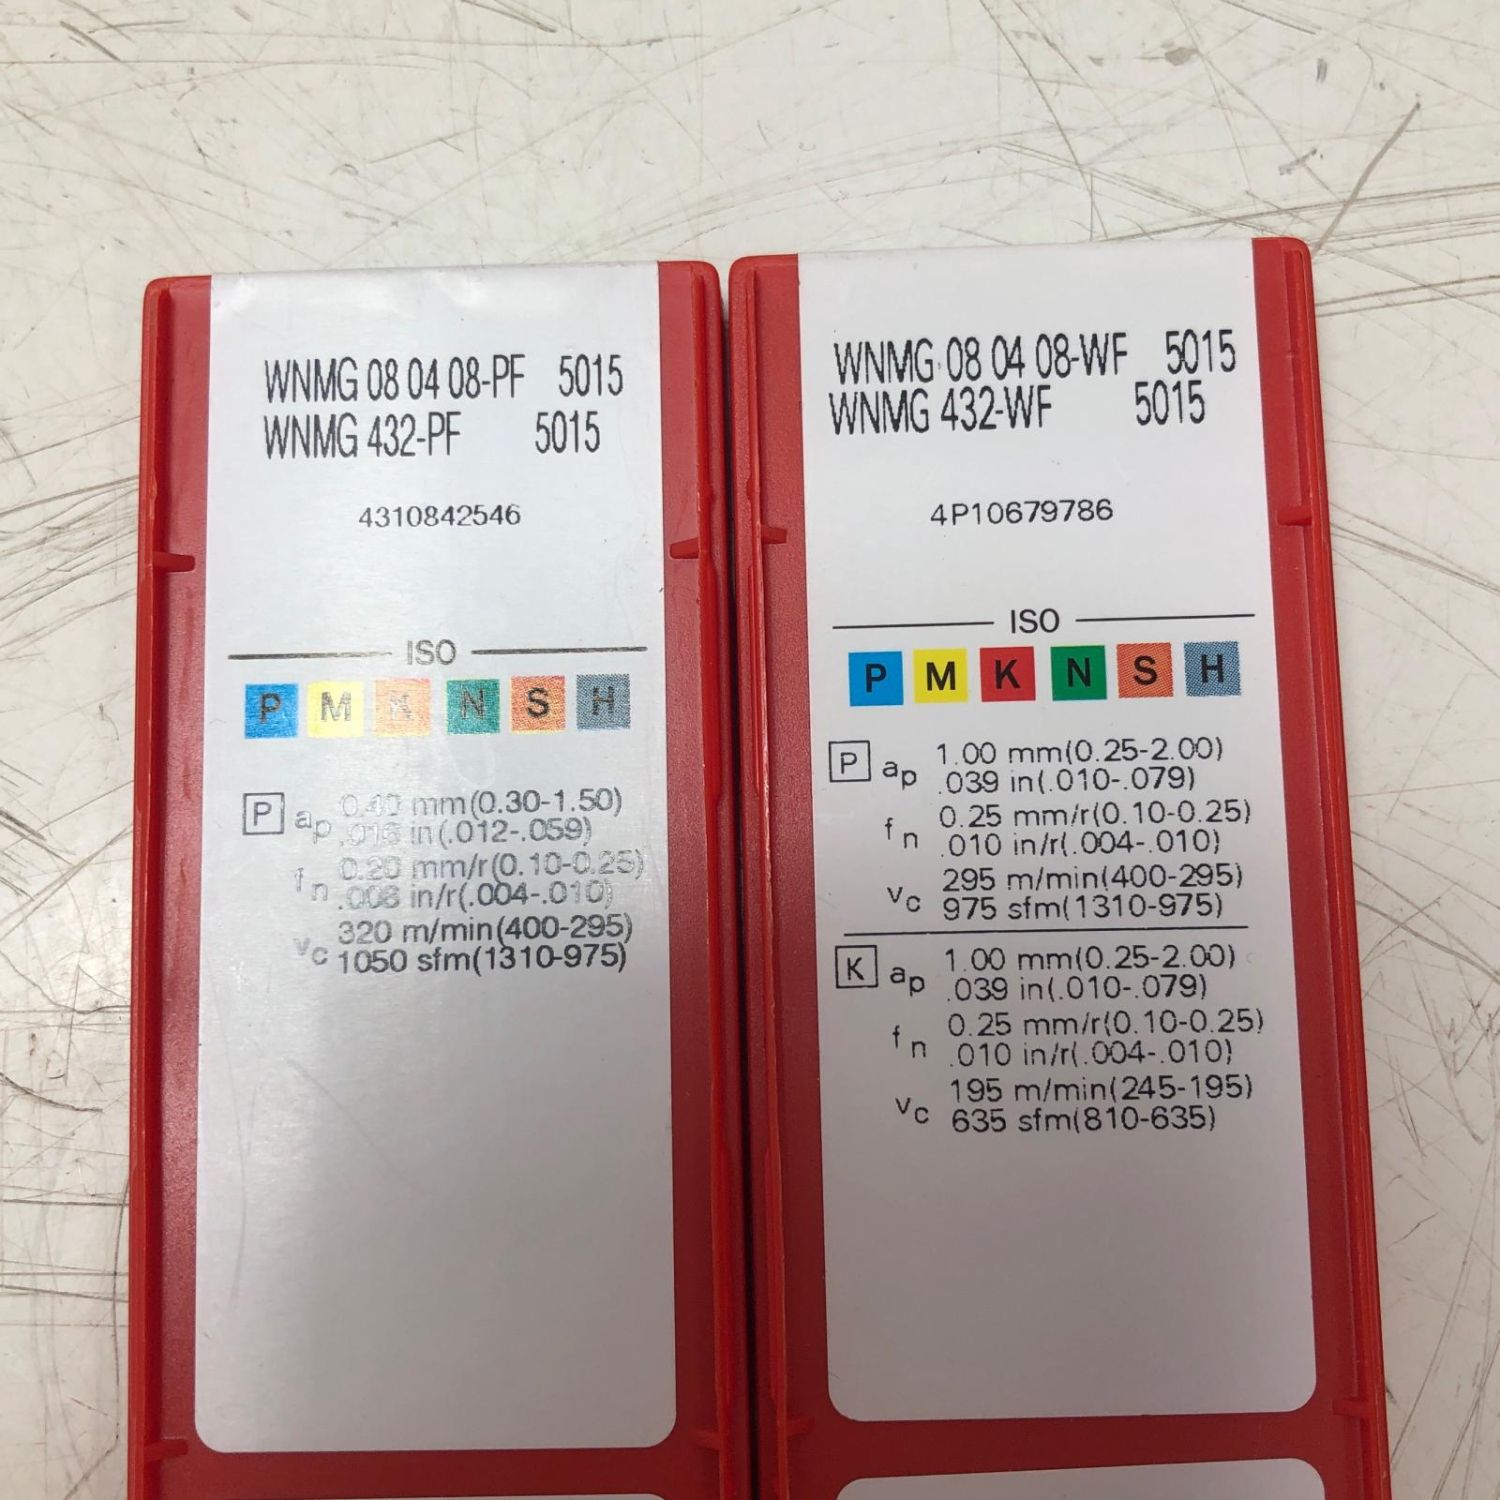 WNMG 08 04 08-PF 5015
WNMG 432-PF 5015
4310842546
ISO
P M K N S H
P ap 0.40 mm(0.30-1.50)
.016 in(.012-.059)
fn 0.20 mm/r(0.10-0.25)
.008 in/r(.004-.010)
vc 320 m/min(400-295)
1050 sfm(1310-975)
WNMG 08 04 08-WF 5015
WNMG 432-WF 5015
4P10679786
ISO
P M K N S H
P ap 1.00 mm(0.25-2.00)
.039 in(.010-.079)
fn 0.25 mm/r(0.10-0.25)
.010 in/r(.004-.010)
vc 295 m/min(400-295)
975 sfm(1310-975)
K ap 1.00 mm(0.25-2.00)
.039 in(.010-.079)
fn 0.25 mm/r(0.10-0.25)
.010 in/r(.004-.010)
vc 195 m/min(245-195)
635 sfm(810-635)